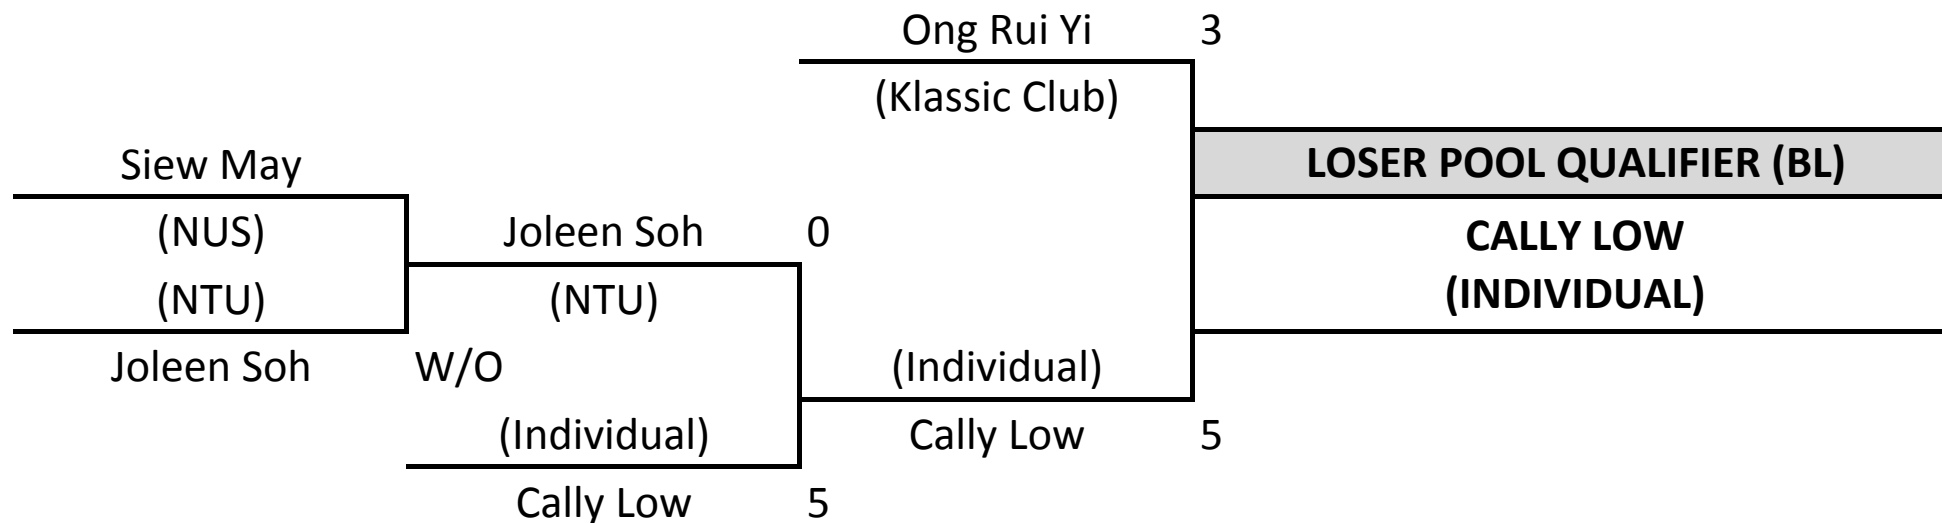 Ong Rui Yi 3
(Klassic Club)
Siew May
LOSER POOL QUALIFIER (BL)
(NUS)
Joleen Soh 0
CALLY LOW
(NTU)
(NTU)
(INDIVIDUAL)
Joleen Soh W/O
(Individual)
(Individual)
Cally Low 5
Cally Low 5